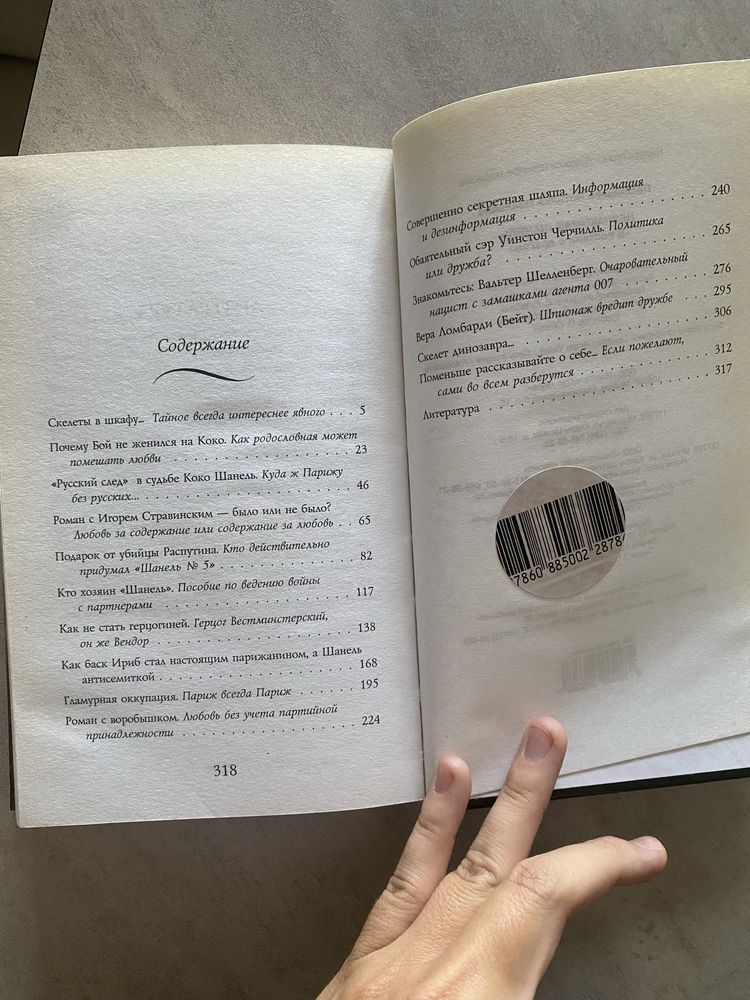 Содержание
Скелеты в шкафу... Тайное всегда интереснее явного . . . 5
Почему Бой не женился на Коко. Как родословная может
помешать любви . . . . . . . . . . . . . . . . . . . . . . 23
«Русский след» в судьбе Коко Шанель. Куда ж Парижу
без русских... . . . . . . . . . . . . . . . . . . . . . . 46
Роман с Игорем Стравинским — было или не было?
Любовь за содержание или содержание за любовь . . 65
Подарок от убийцы Распутина. Кто действительно
придумал «Шанель № 5» . . . . . . . . . . . . . . . . 82
Кто хозяин «Шанель». Пособие по ведению войны
с партнерами . . . . . . . . . . . . . . . . . . . . . . 117
Как не стать герцогиней. Герцог Вестминстерский,
он же Вендор . . . . . . . . . . . . . . . . . . . . . . 138
Как баск Ириб стал настоящим парижанином, а Шанель
антисемиткой . . . . . . . . . . . . . . . . . . . . . . 168
Гламурная оккупация. Париж всегда Париж . . . . . . 195
Роман с воробышком. Любовь без учета партийной
принадлежности . . . . . . . . . . . . . . . . . . . . 224
318
Совершенно секретная шляпа. Информация
и дезинформация . . . . . . . . . . . . . . . . . . . . 240
Обаятельный сэр Уинстон Черчилль. Политика
или дружба? . . . . . . . . . . . . . . . . . . . . . . 265
Знакомьтесь: Вальтер Шелленберг. Очаровательный
нацист с замашками агента 007 . . . . . . . . . . . . 276
Вера Ломбарди (Бейт). Шпионаж вредит дружбе . . . . 295
Скелет динозавра... . . . . . . . . . . . . . . . . . . 306
Поменьше рассказывайте о себе... Если пожелают,
сами во всем разберутся . . . . . . . . . . . . . . . . 312
Литература . . . . . . . . . . . . . . . . . . . . . . 317
7860 885002 2878